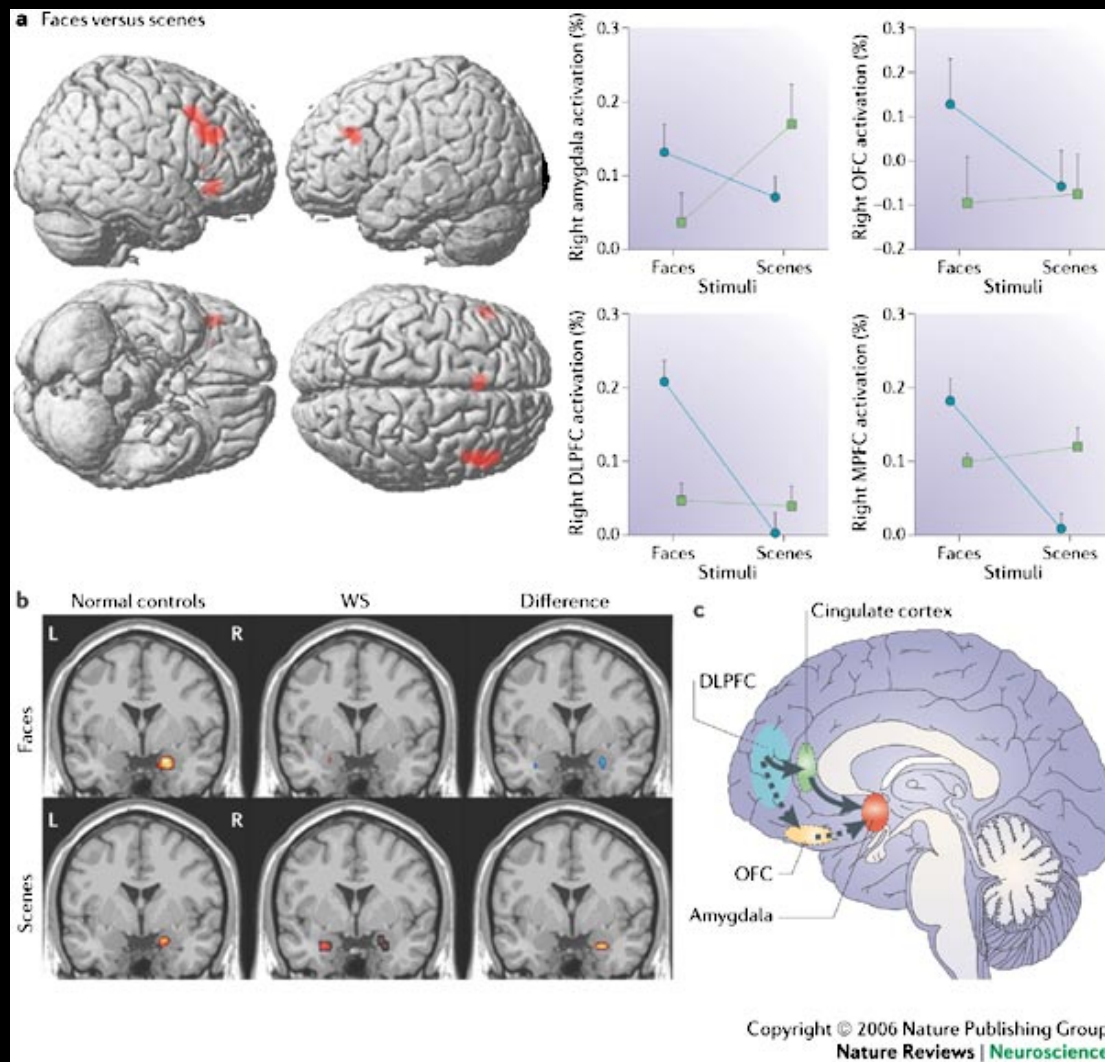 a Faces versus scenes
Right amygdala activation (%)
0.3
0.2
0.1
0.0
Faces Scenes
Stimuli
Right OFC activation (%)
0.3
0.2
0.1
0.0
–0.1
–0.2
Faces Scenes
Stimuli
Right DLPFC activation (%)
0.3
0.2
0.1
0.0
Faces Scenes
Stimuli
Right MPFC activation (%)
0.3
0.2
0.1
0.0
Faces Scenes
Stimuli
b
Normal controls WS Difference
L R
Faces
L R
Scenes
c
Cingulate cortex
DLPFC
OFC
Amygdala
Copyright © 2006 Nature Publishing Group
Nature Reviews | Neuroscience